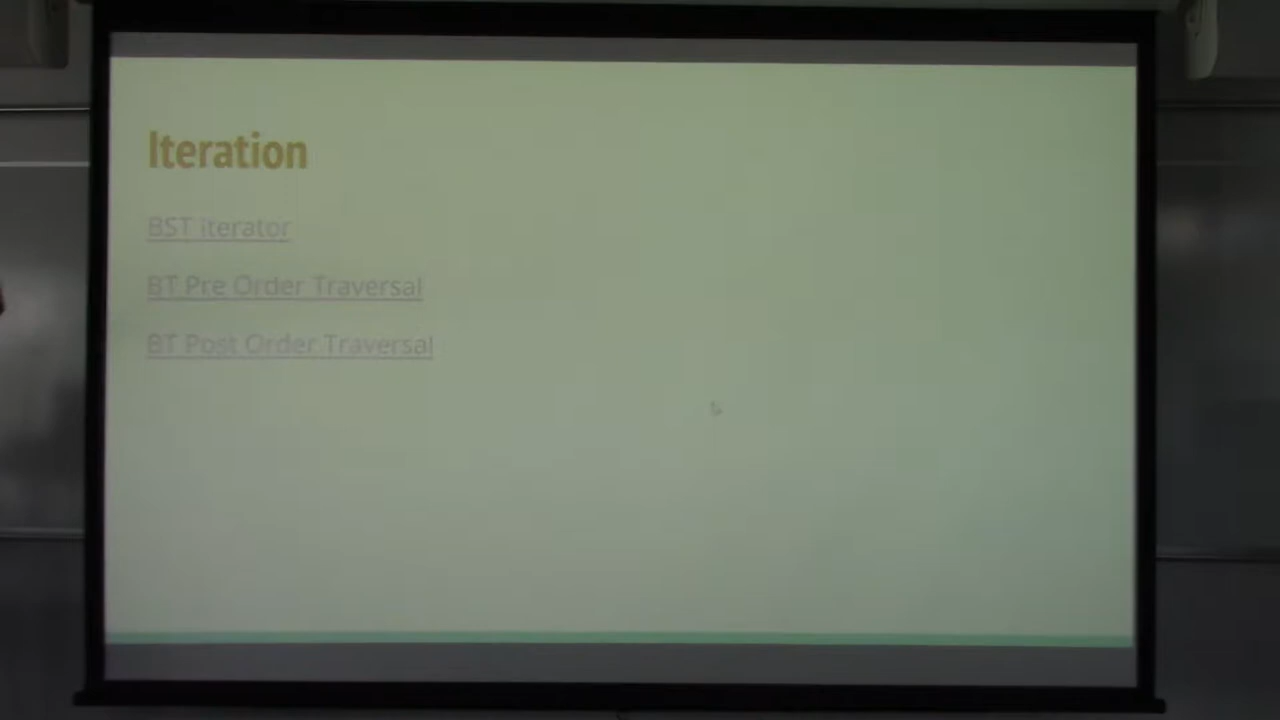 Iteration
BST iterator
BT Pre Order Traversal
BT Post Order Traversal